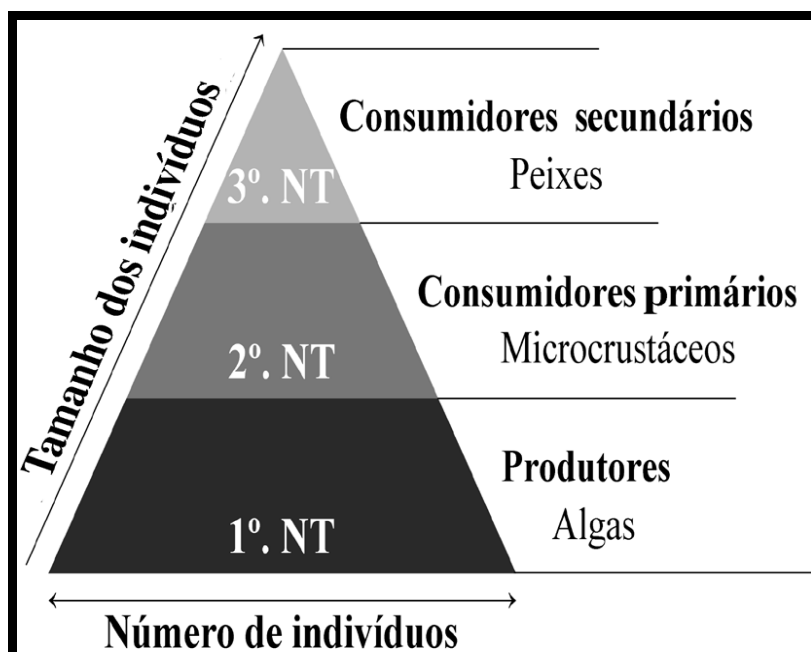 Tamanho dos indivíduos
3º. NT
Consumidores secundários
Peixes
2º. NT
Consumidores primários
Microcrustáceos
1º. NT
Produtores
Algas
Número de indivíduos